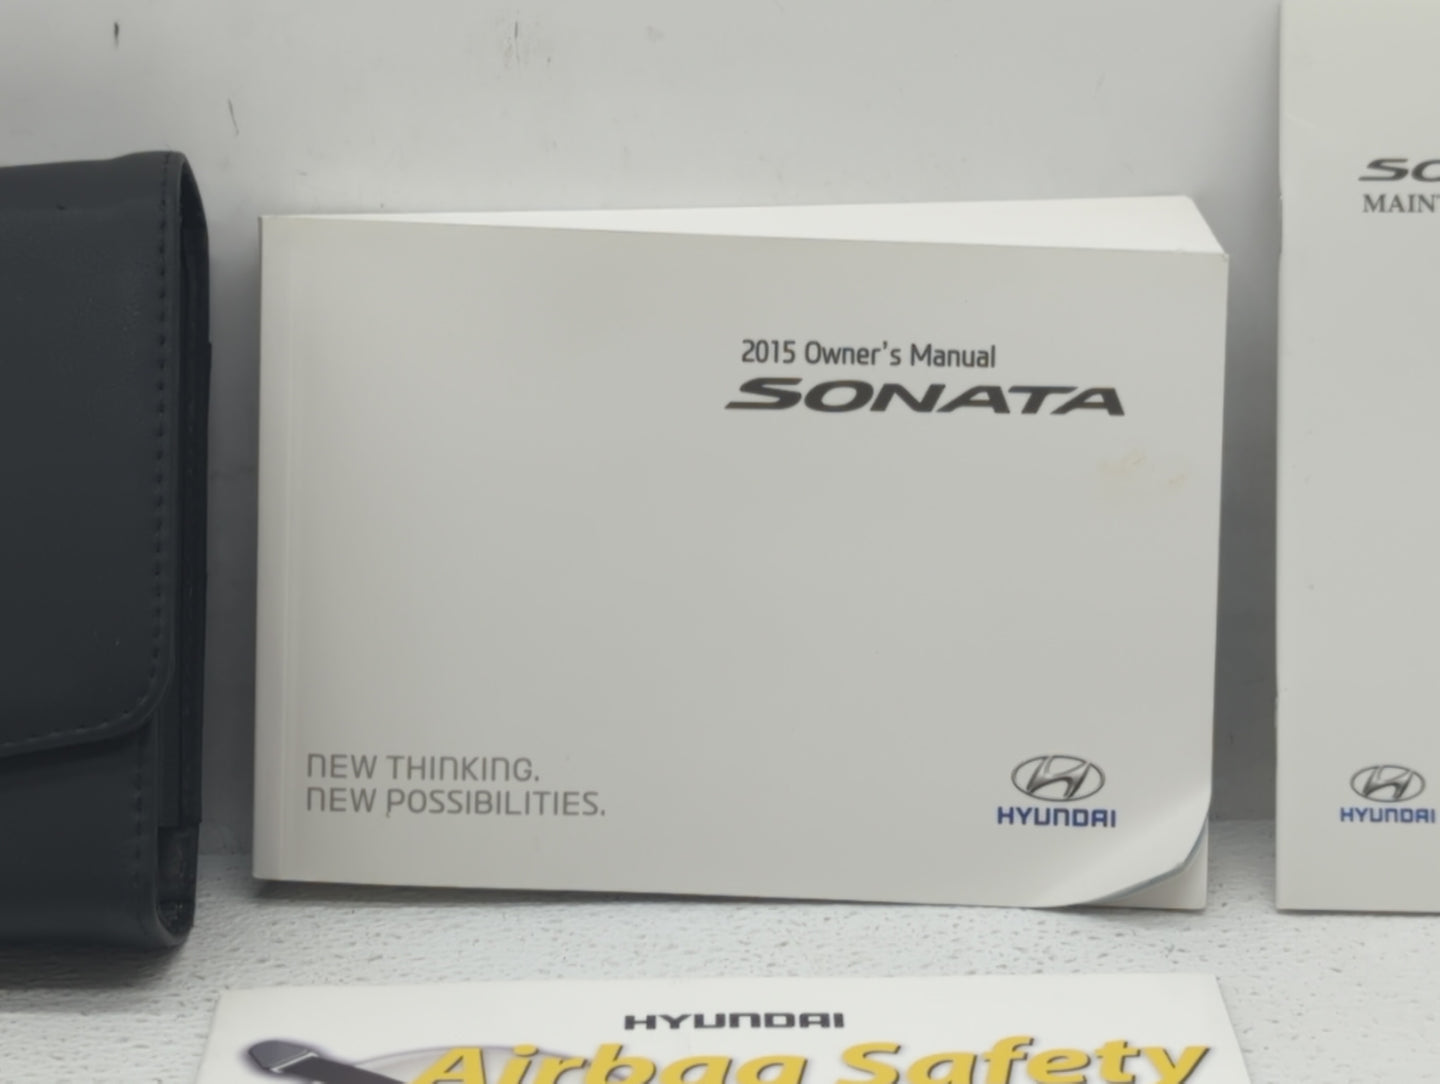 2015 Owner's Manual
SONATA
NEW THINKING.
NEW POSSIBILITIES.
HYUNDAI
HYUNDAI
HYUNDAI
Airbag Safety